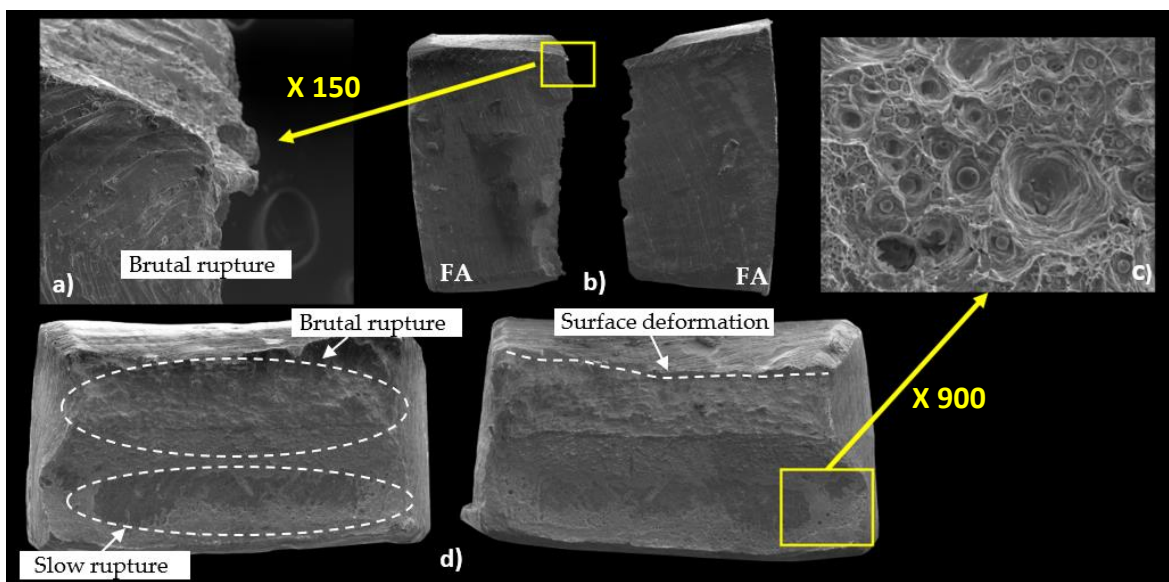 X 150
Brutal rupture
a)
FA
b)
FA
c)
Brutal rupture
Surface deformation
X 900
Slow rupture
d)